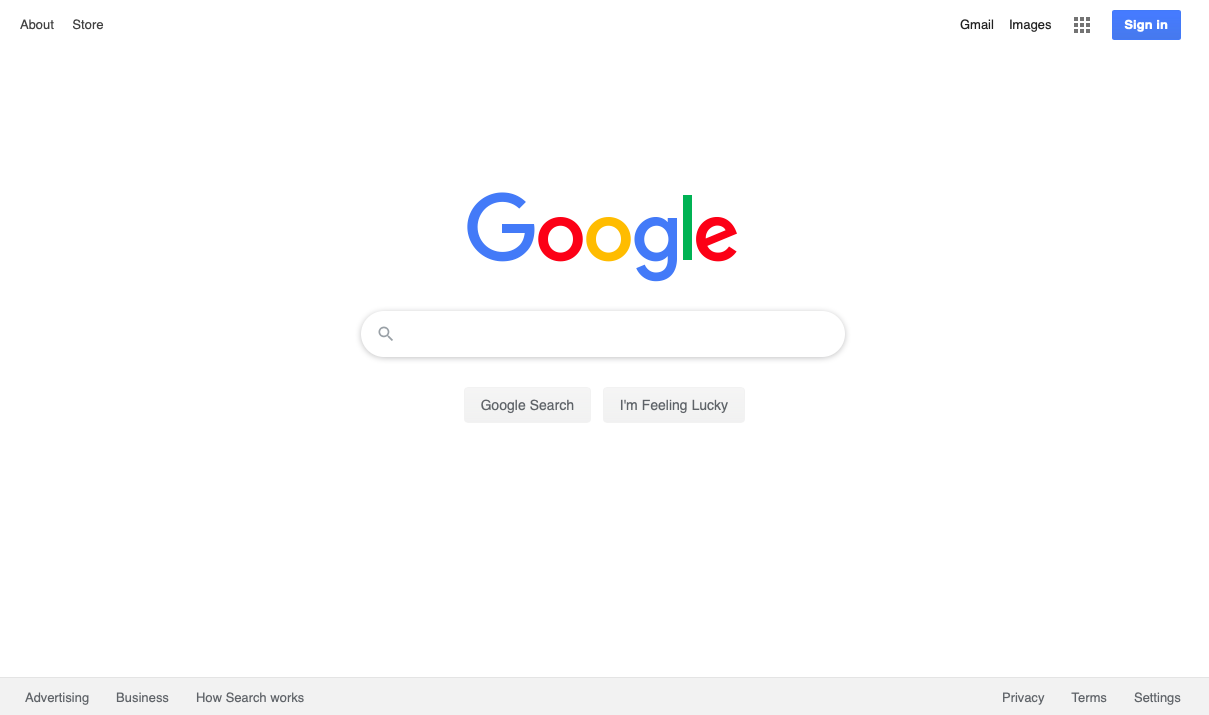 About Store Gmail Images Sign in
Google
Google Search I'm Feeling Lucky
Advertising Business How Search works Privacy Terms Settings